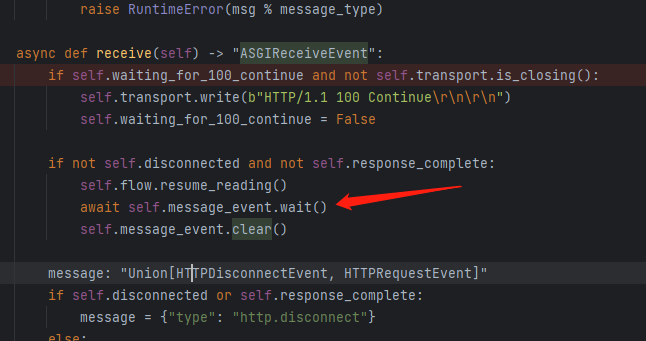 raise RuntimeError(msg % message_type)
async def receive(self) -> "ASGIReceiveEvent":
if self.waiting_for_100_continue and not self.transport.is_closing():
self.transport.write(b"HTTP/1.1 100 Continue\r\n\r\n")
self.waiting_for_100_continue = False
if not self.disconnected and not self.response_complete:
self.flow.resume_reading()
await self.message_event.wait()
self.message_event.clear()
message: "Union[HTTPDisconnectEvent, HTTPRequestEvent]"
if self.disconnected or self.response_complete:
message = {"type": "http.disconnect"}
else: